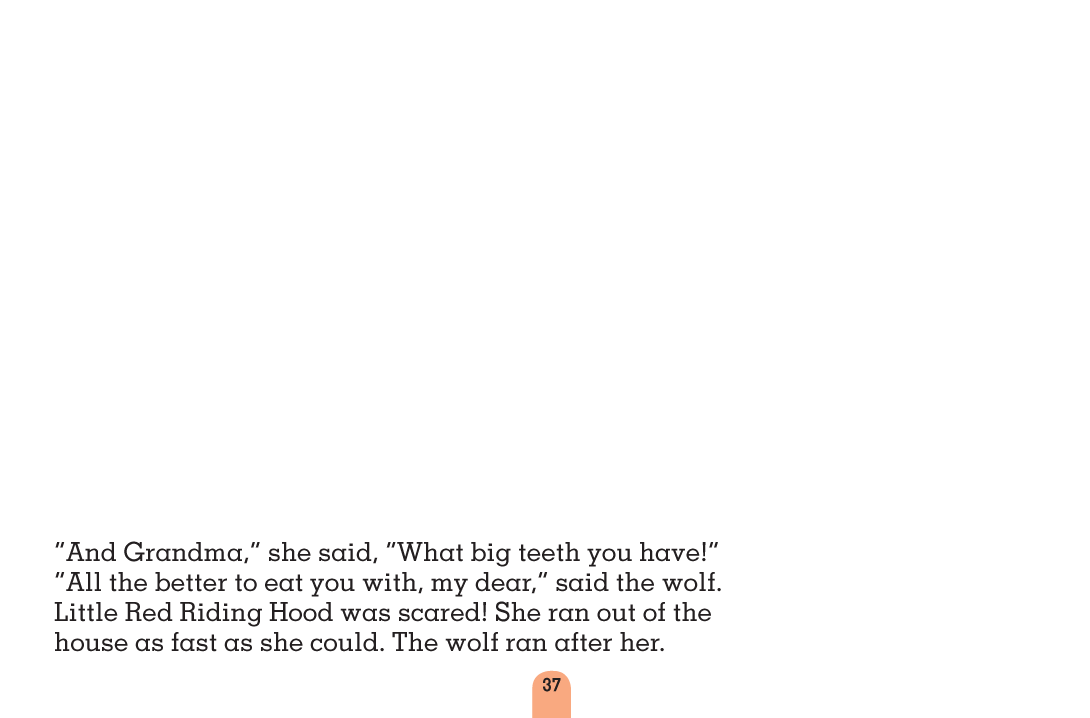 “And Grandma,” she said, “What big teeth you have!”
“All the better to eat you with, my dear,” said the wolf.
Little Red Riding Hood was scared! She ran out of the
house as fast as she could. The wolf ran after her.
37